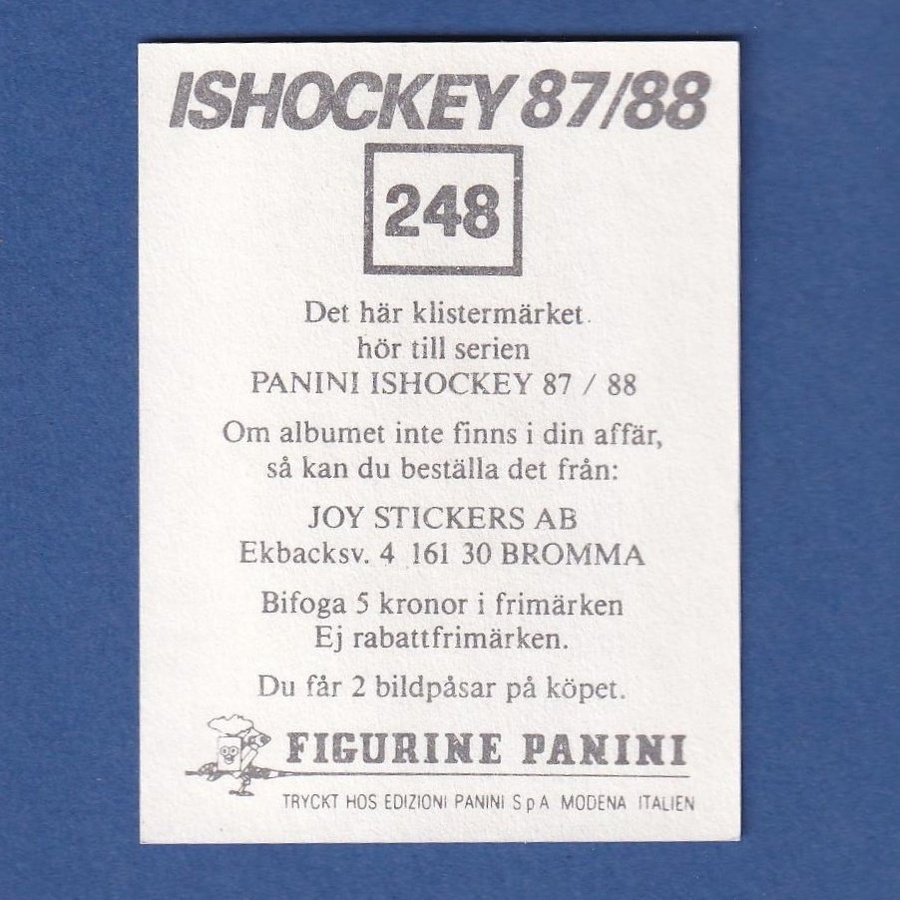 ISHOCKEY 87/88
248
Det här klistermärket
hör till serien
PANINI ISHOCKEY 87 / 88
Om albumet inte finns i din affär,
så kan du beställa det från:
JOY STICKERS AB
Ekbacksv. 4 161 30 BROMMA
Bifoga 5 kronor i frimärken
Ej rabattfrimärken.
Du får 2 bildpåsar på köpet.
FIGURINE PANINI
TRYCKT HOS EDIZIONI PANINI S p A MODENA ITALIEN